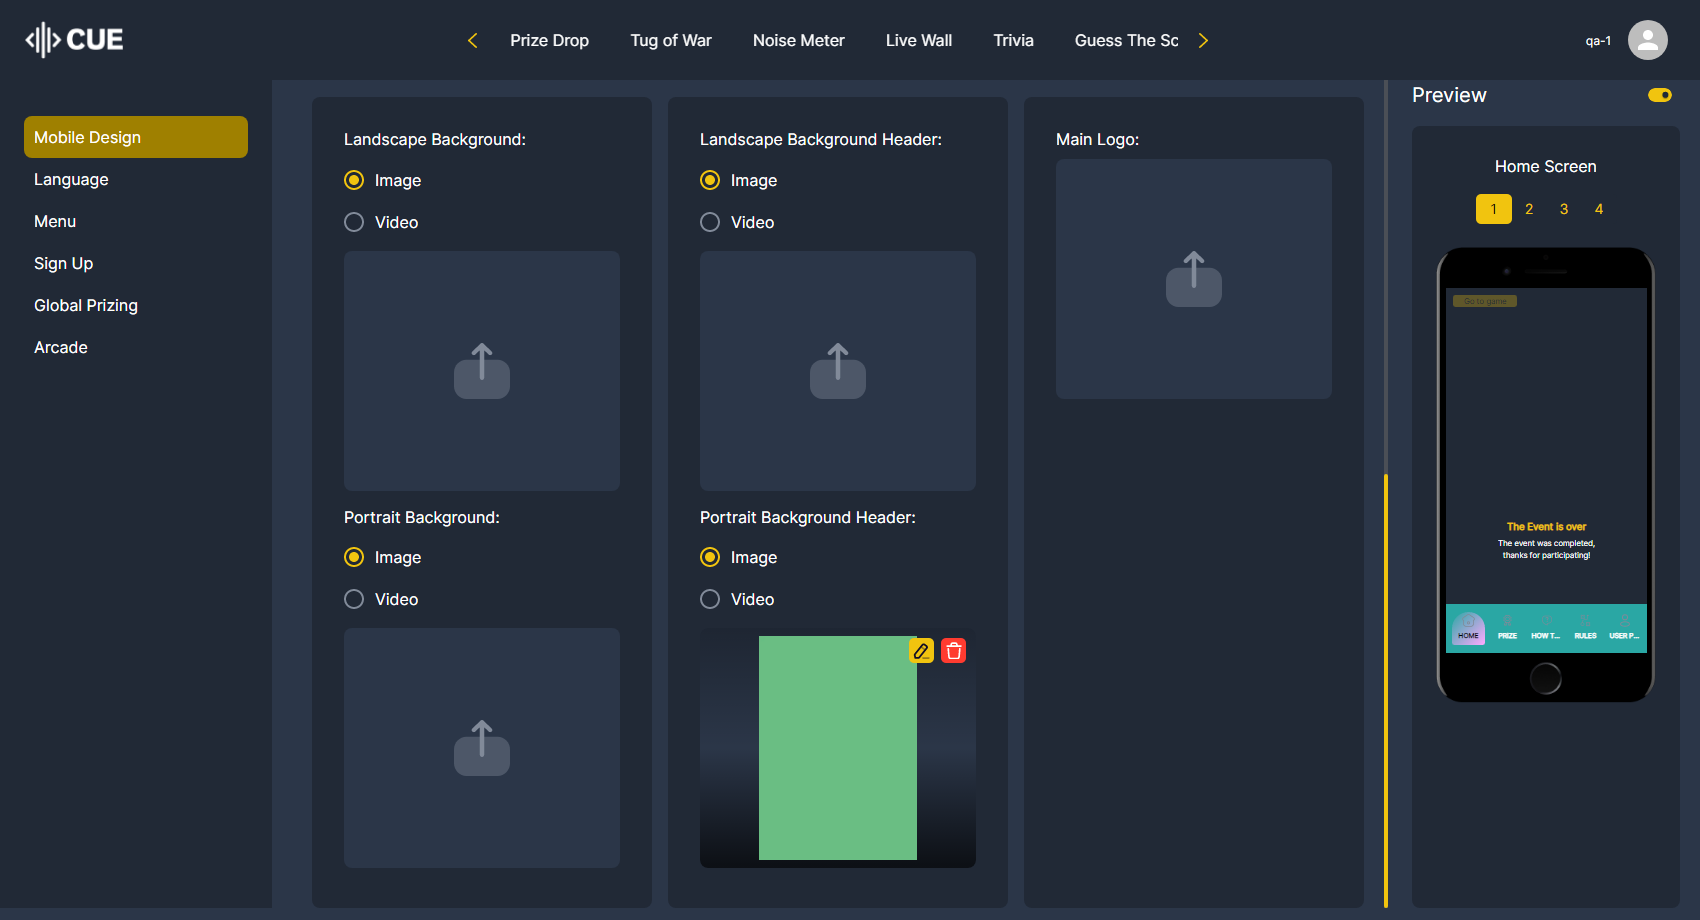 CUE
Prize Drop
Tug of War
Noise Meter
Live Wall
Trivia
Guess The Sc
qa-1
Mobile Design
Language
Menu
Sign Up
Global Prizing
Arcade
Landscape Background:
Image
Video
Portrait Background:
Image
Video
Landscape Background Header:
Image
Video
Portrait Background Header:
Image
Video
Main Logo:
Preview
Home Screen
1 2 3 4
Go to game
The Event is over
The event was completed,
thanks for participating!
HOME PRIZE HOW T... RULES USER P...